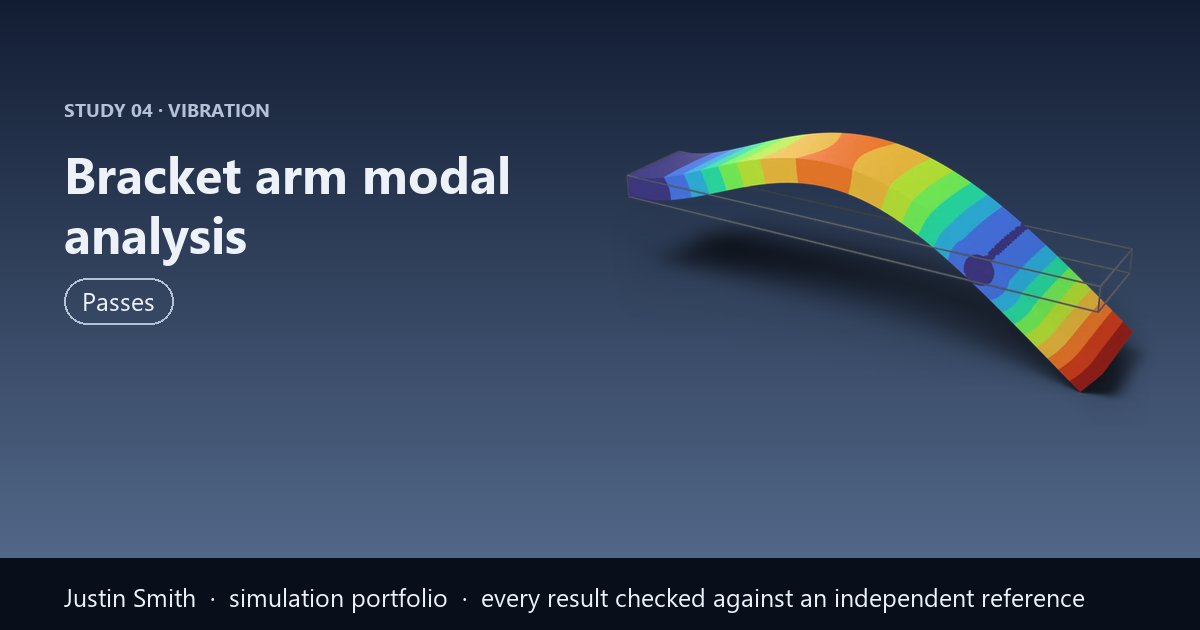 STUDY 04 · VIBRATION
Bracket arm modal
analysis
Passes
Justin Smith · simulation portfolio · every result checked against an independent reference